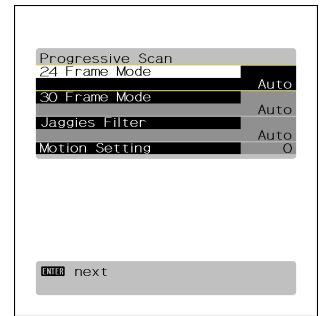 Progressive Scan
24 Frame Mode
Auto
30 Frame Mode
Auto
Jaggies Filter
Auto
Motion Setting
0
ENTER next